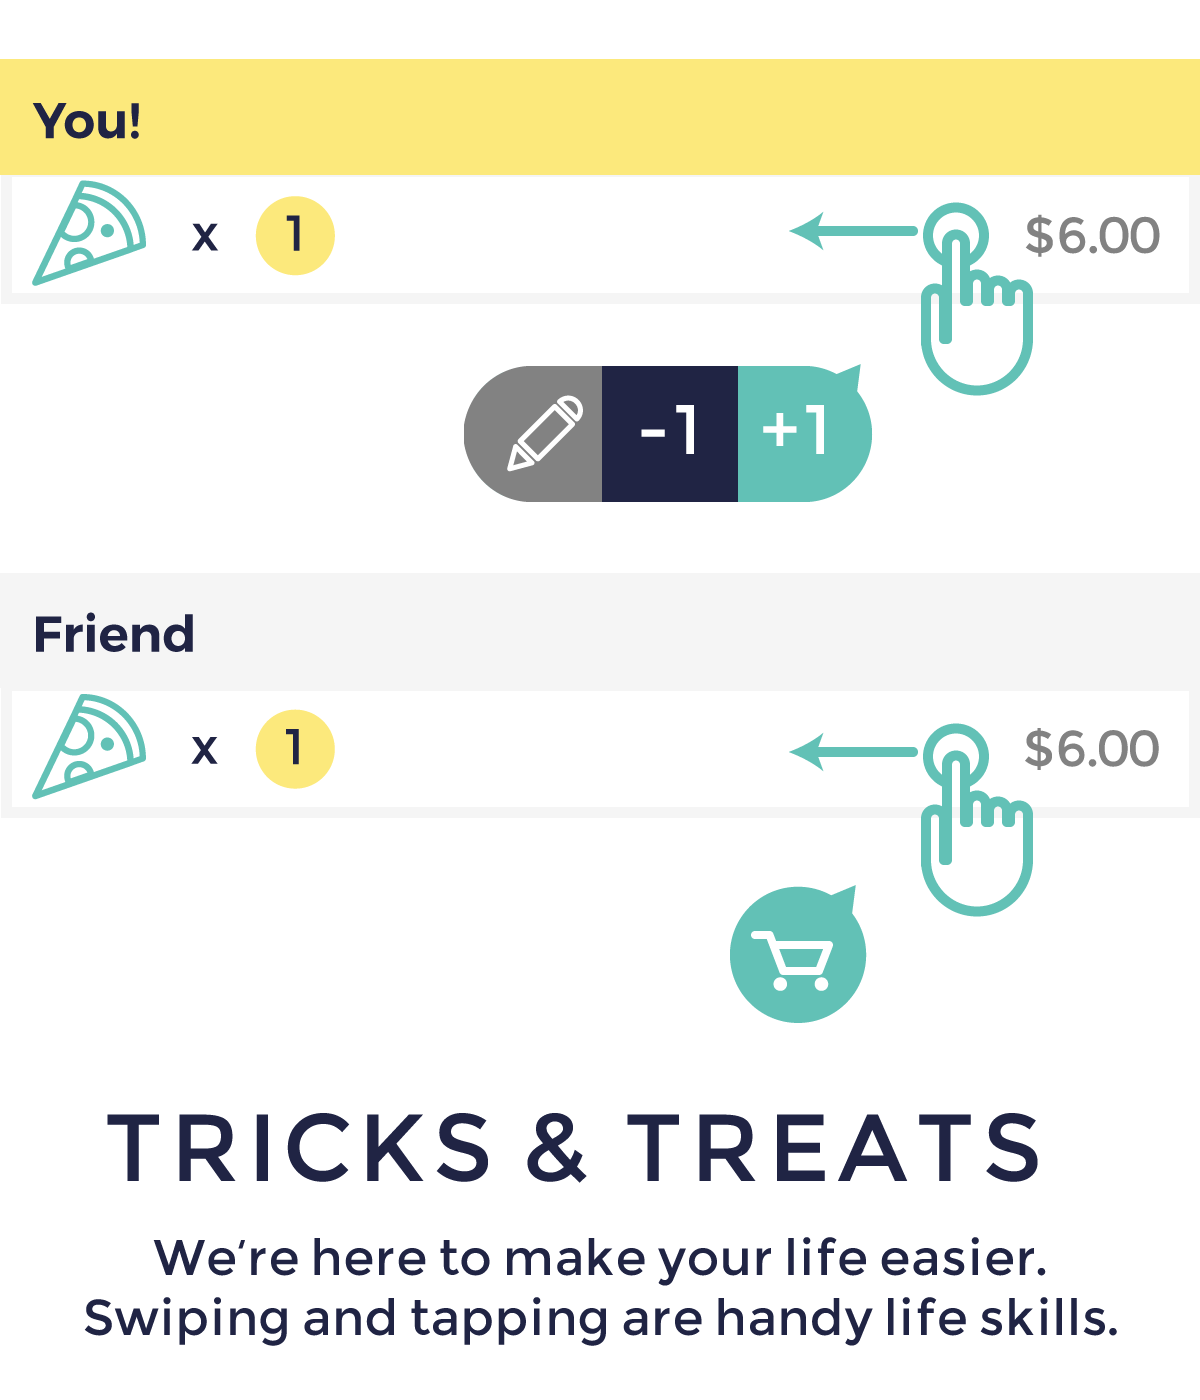 You!
x 1 $6.00
-1 +1
Friend
x 1 $6.00
TRICKS & TREATS
We're here to make your life easier.
Swiping and tapping are handy life skills.